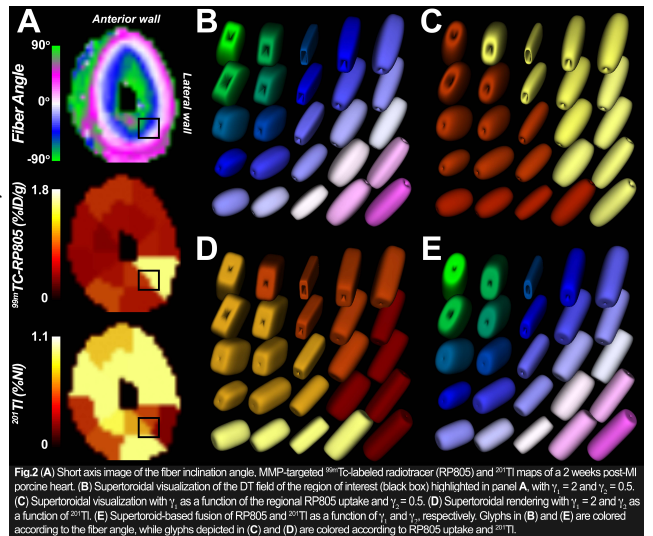 A
Anterior wall
B
C
90°
0°
-90°
Fiber Angle
Lateral wall
1.8
0
99mTC-RP805 (%ID/g)
D
E
1.1
0
201Tl (%NI)
Fig.2 (A) Short axis image of the fiber inclination angle, MMP-targeted 99mTc-labeled radiotracer (RP805) and 201Tl maps of a 2 weeks post-MI
porcine heart. (B) Supertoroidal visualization of the DT field of the region of interest (black box) highlighted in panel A, with γ1 = 2 and γ2 = 0.5.
(C) Supertoroidal visualization with γ1 as a function of the regional RP805 uptake and γ2 = 0.5. (D) Supertoroidal rendering with γ1 = 2 and γ2 as
a function of 201Tl. (E) Supertoroid-based fusion of RP805 and 201Tl as a function of γ1 and γ2, respectively. Glyphs in (B) and (E) are colored
according to the fiber angle, while glyphs depicted in (C) and (D) are colored according to RP805 uptake and 201Tl.